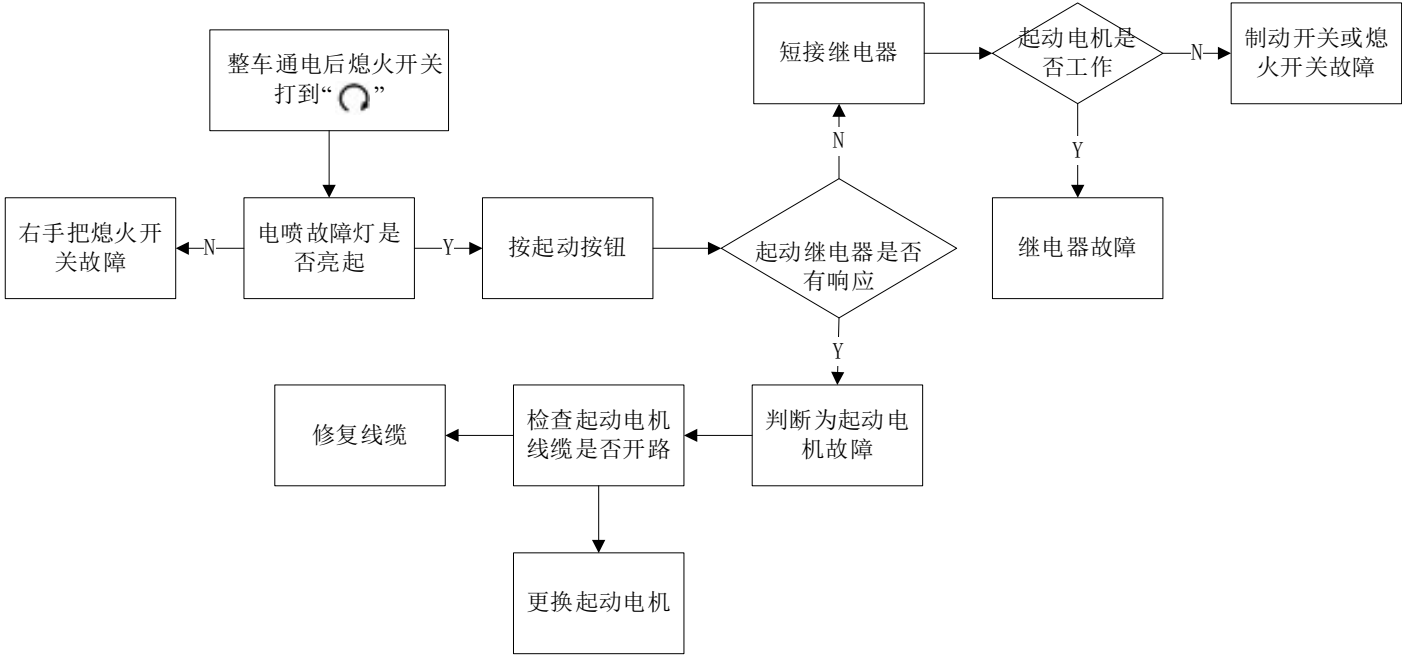 整车通电后熄火开关
打到“ ”
右手把熄火开
关故障
N
电喷故障灯是
否亮起
Y
按起动按钮
起动继电器是否
有响应
N
短接继电器
起动电机是
否工作
N
制动开关或熄
火开关故障
Y
继电器故障
Y
判断为起动电
机故障
检查起动电机
线缆是否开路
修复线缆
更换起动电机